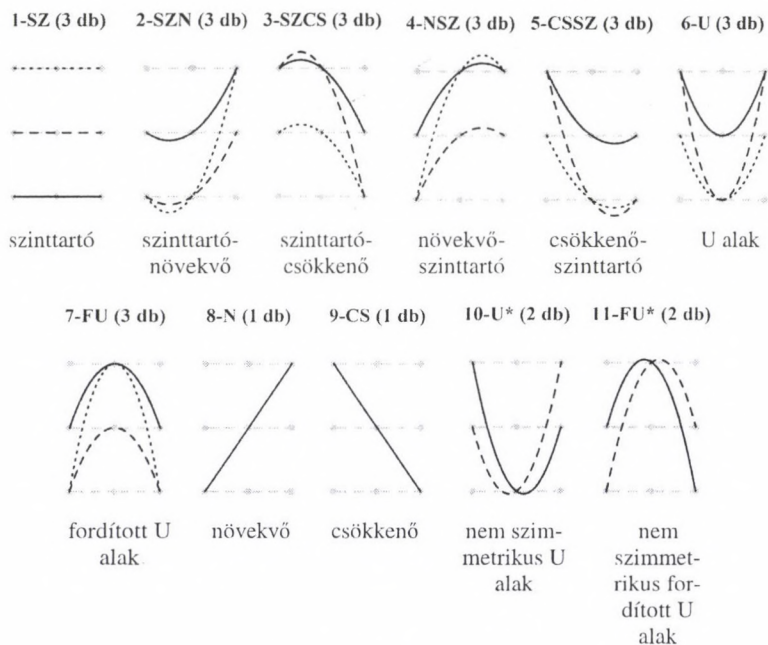 1-SZ (3 db) 2-SZN (3 db) 3-SZCS (3 db) 4-NSZ (3 db) 5-CSSZ (3 db) 6-U (3 db)
szinttartó szinttartó- szinttartó- növekvő- csökkenő- U alak
növekvő csökkenő szinttartó szinttartó
7-FU (3 db) 8-N (1 db) 9-CS (1 db) 10-U* (2 db) 11-FU* (2 db)
fordított U növekvő csökkenő nem szim- nem
alak metrikus U szimmet-
alak rikus for-
dított U
alak